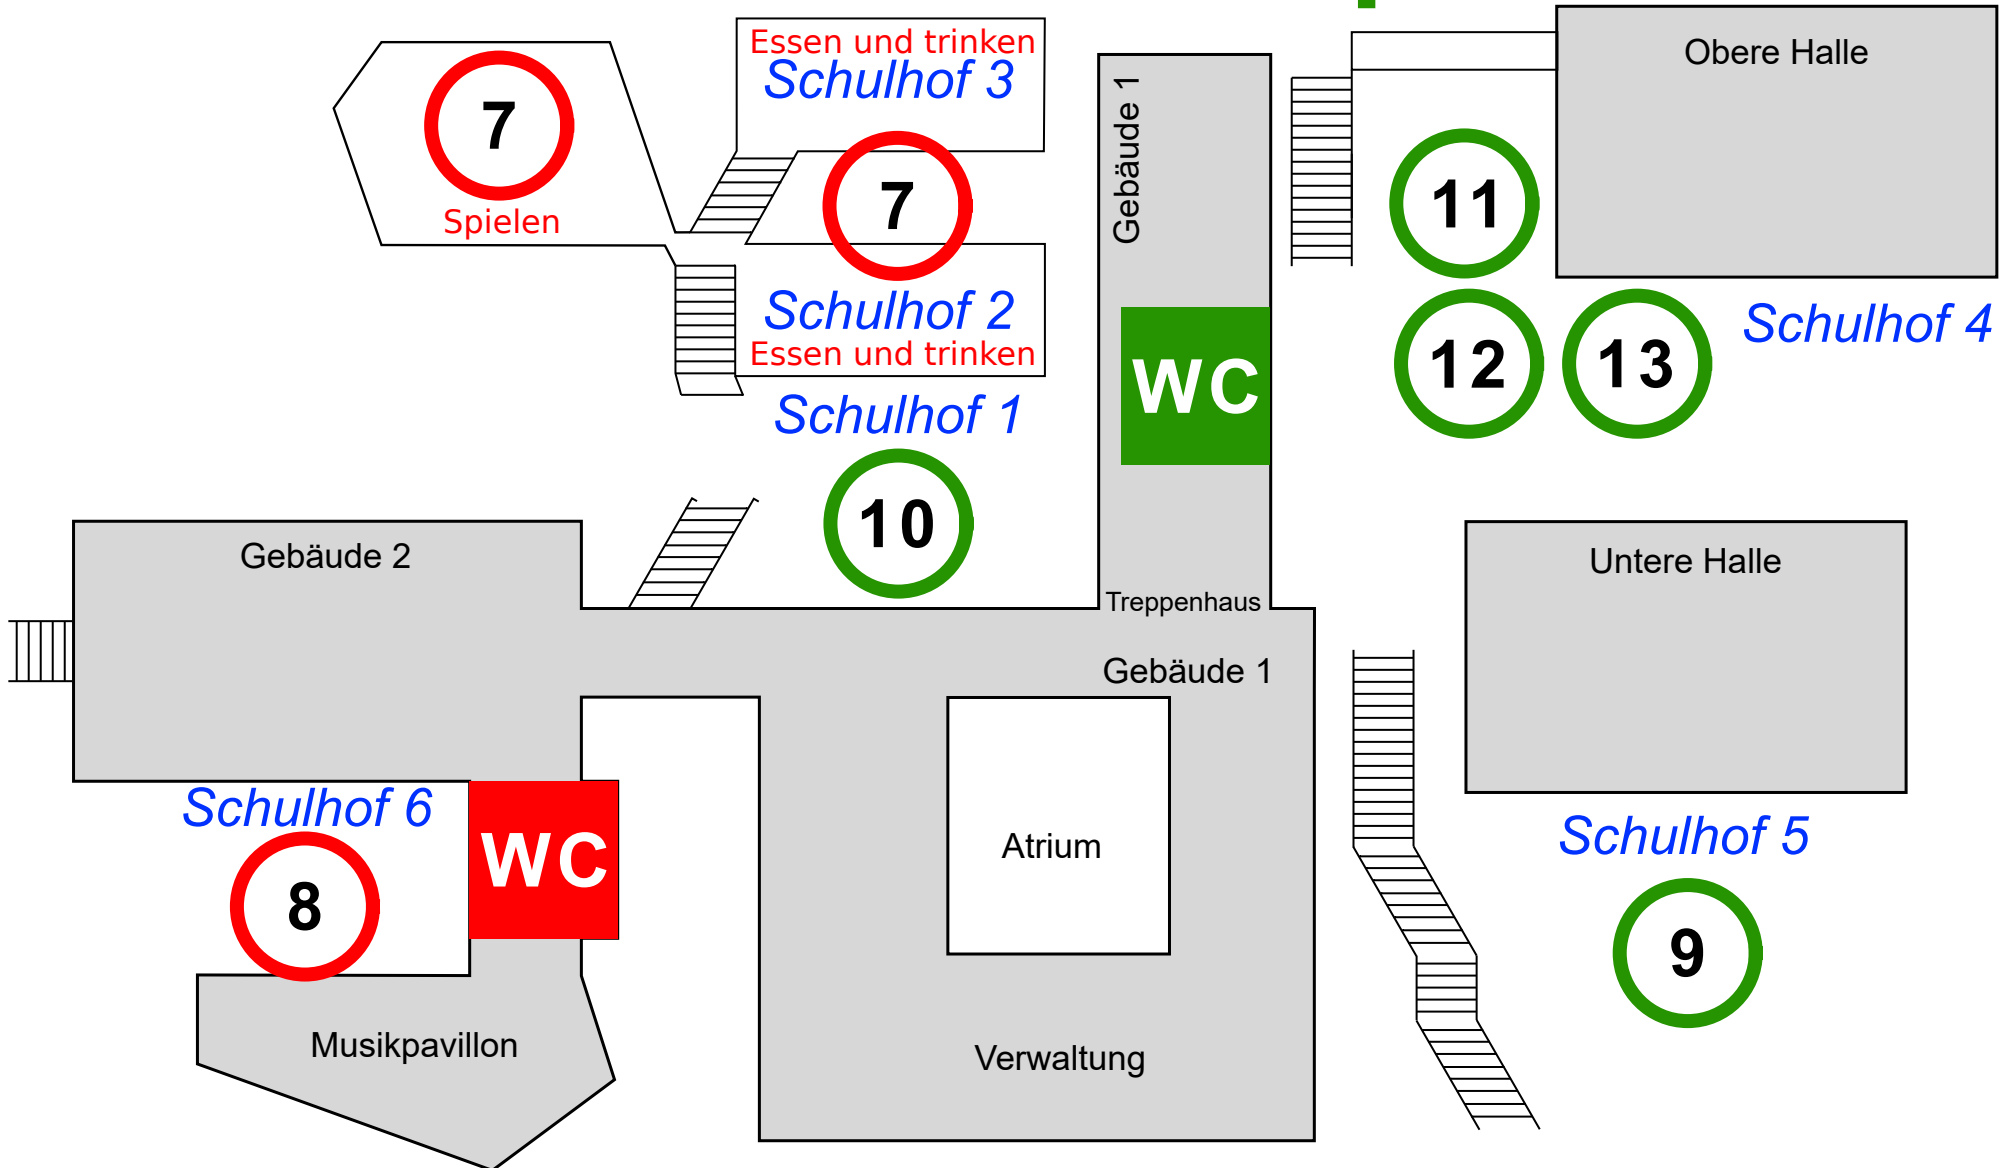 Essen und trinken
Schulhof 3
7
Spielen
7
Schulhof 2
Essen und trinken
Schulhof 1
10
Gebäude 1
WC
Treppenhaus
Gebäude 1
Obere Halle
11
12
13
Schulhof 4
Gebäude 2
Untere Halle
Schulhof 5
9
Schulhof 6
8
WC
Atrium
Musikpavillon
Verwaltung